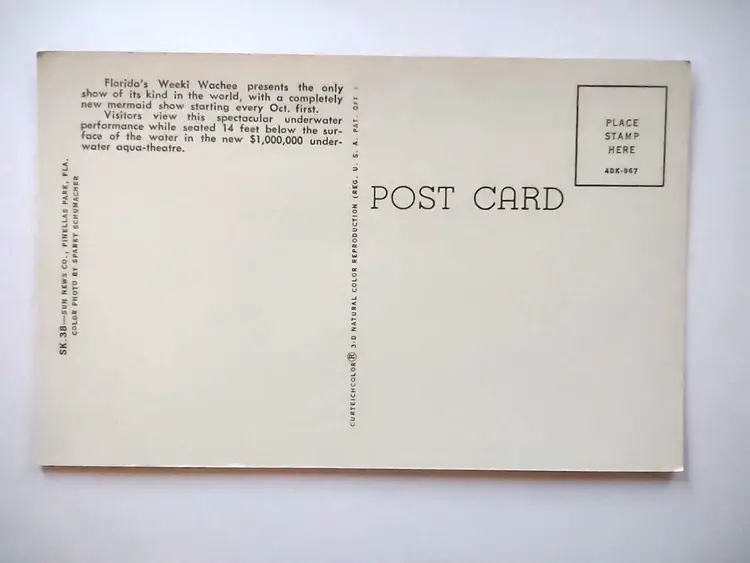 Florida's Weeki Wachee presents the only
show of its kind in the world, with a completely
new mermaid show starting every Oct. first.
Visitors view this spectacular underwater
performance while seated 14 feet below the sur-
face of the water in the new $1,000,000 under-
water aqua-theatre.
SK.38—SUN NEWS CO., PINELLAS PARK, FLA.
COLOR PHOTO BY SPARKY SCHUMACHER
CURTEICHCOLOR® 3-D NATURAL COLOR REPRODUCTION (REG. U. S. A. PAT. OFF.)
POST CARD
PLACE
STAMP
HERE
4DK-967